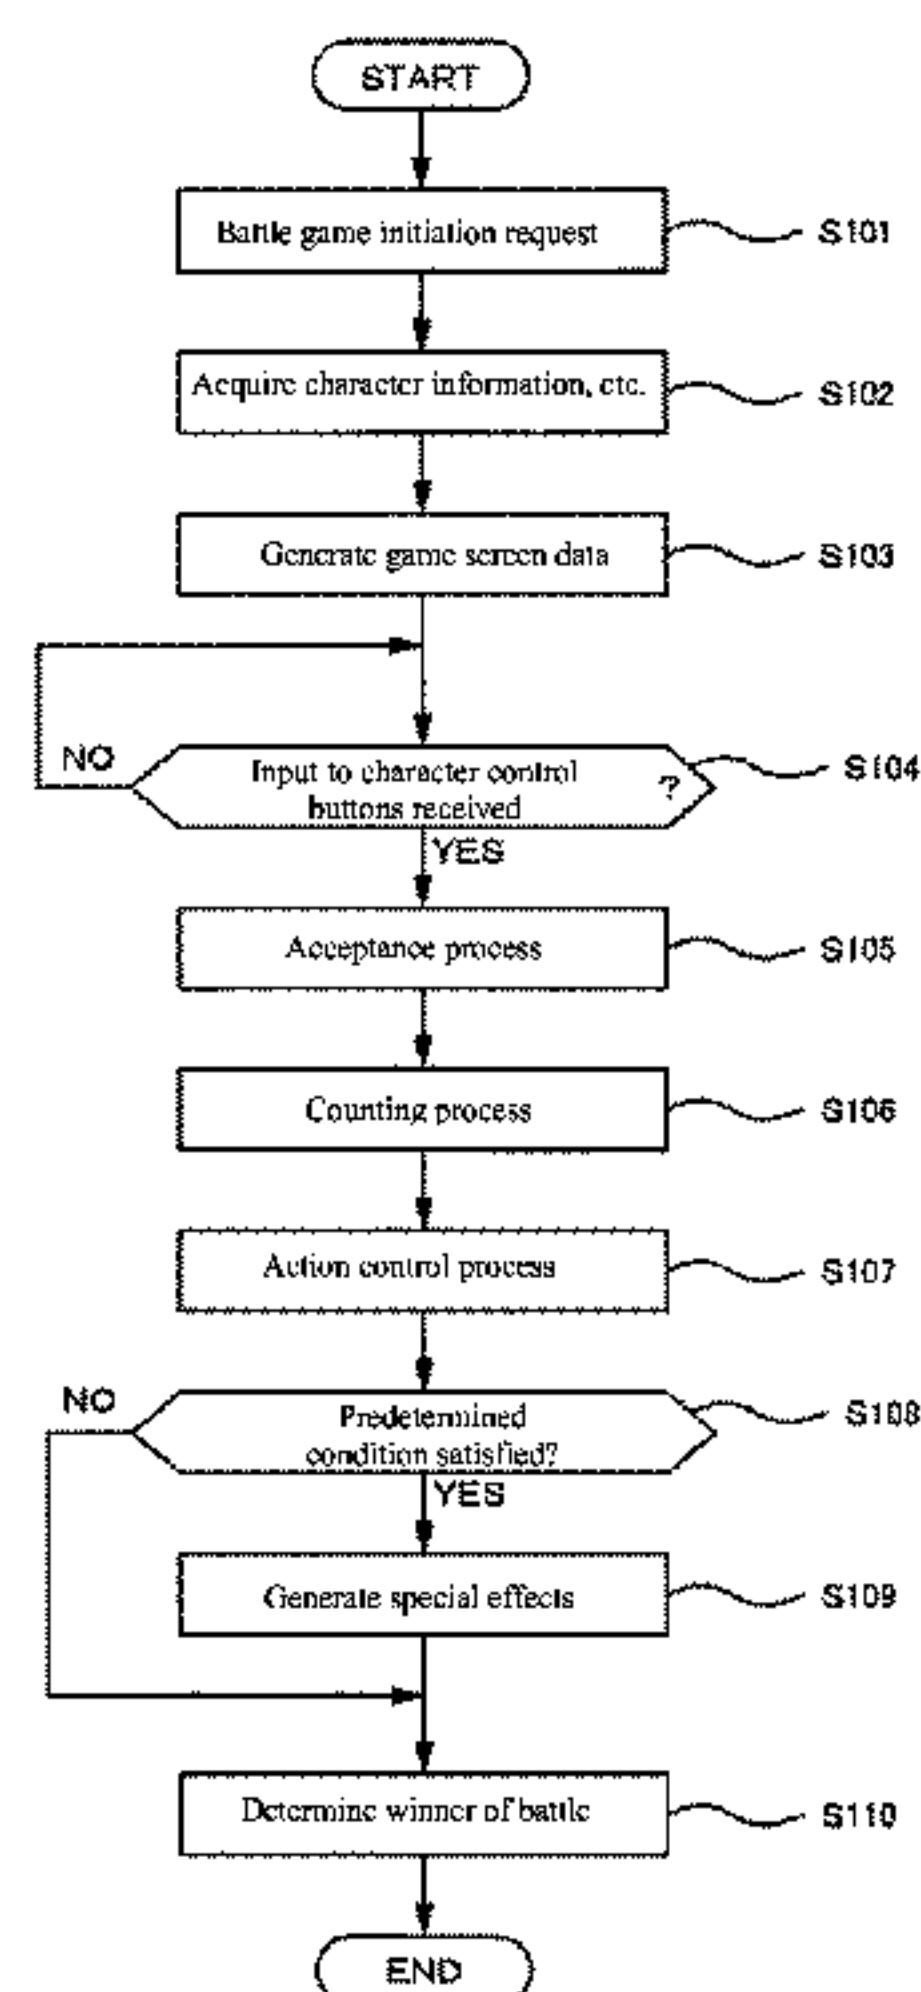 START
Battle game initiation request
S101
Acquire character information, etc.
S102
Generate game screen data
S103
NO
Input to character control
buttons received
?
S104
YES
Acceptance process
S105
Counting process
S106
Action control process
S107
NO
Predetermined
condition satisfied?
S108
YES
Generate special effects
S109
Determine winner of battle
S110
END